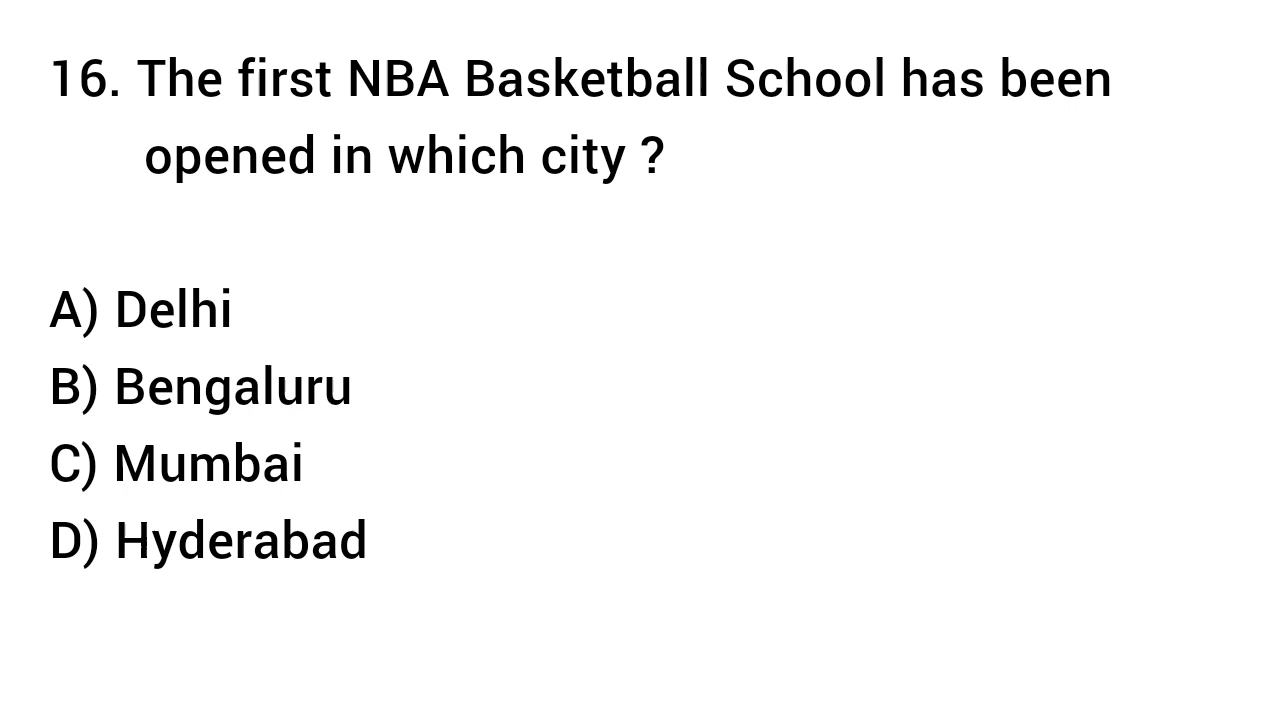 16. The first NBA Basketball School has been
opened in which city ?
A) Delhi
B) Bengaluru
C) Mumbai
D) Hyderabad